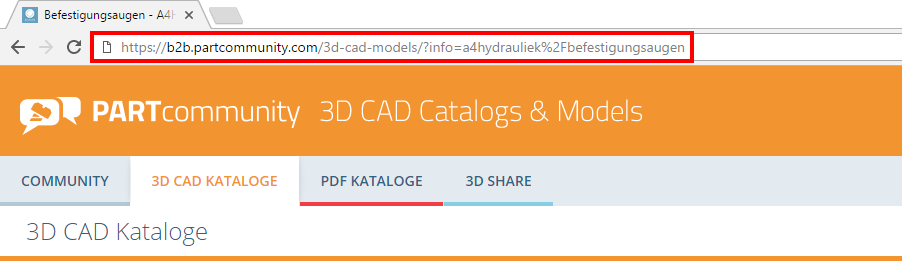 Befestigungsaugen - A4H
https://b2b.partcommunity.com/3d-cad-models/?info=a4hydrauliek%2Fbefestigungsaugen
PARTcommunity 3D CAD Catalogs & Models
COMMUNITY 3D CAD KATALOGE PDF KATALOGE 3D SHARE
3D CAD Kataloge